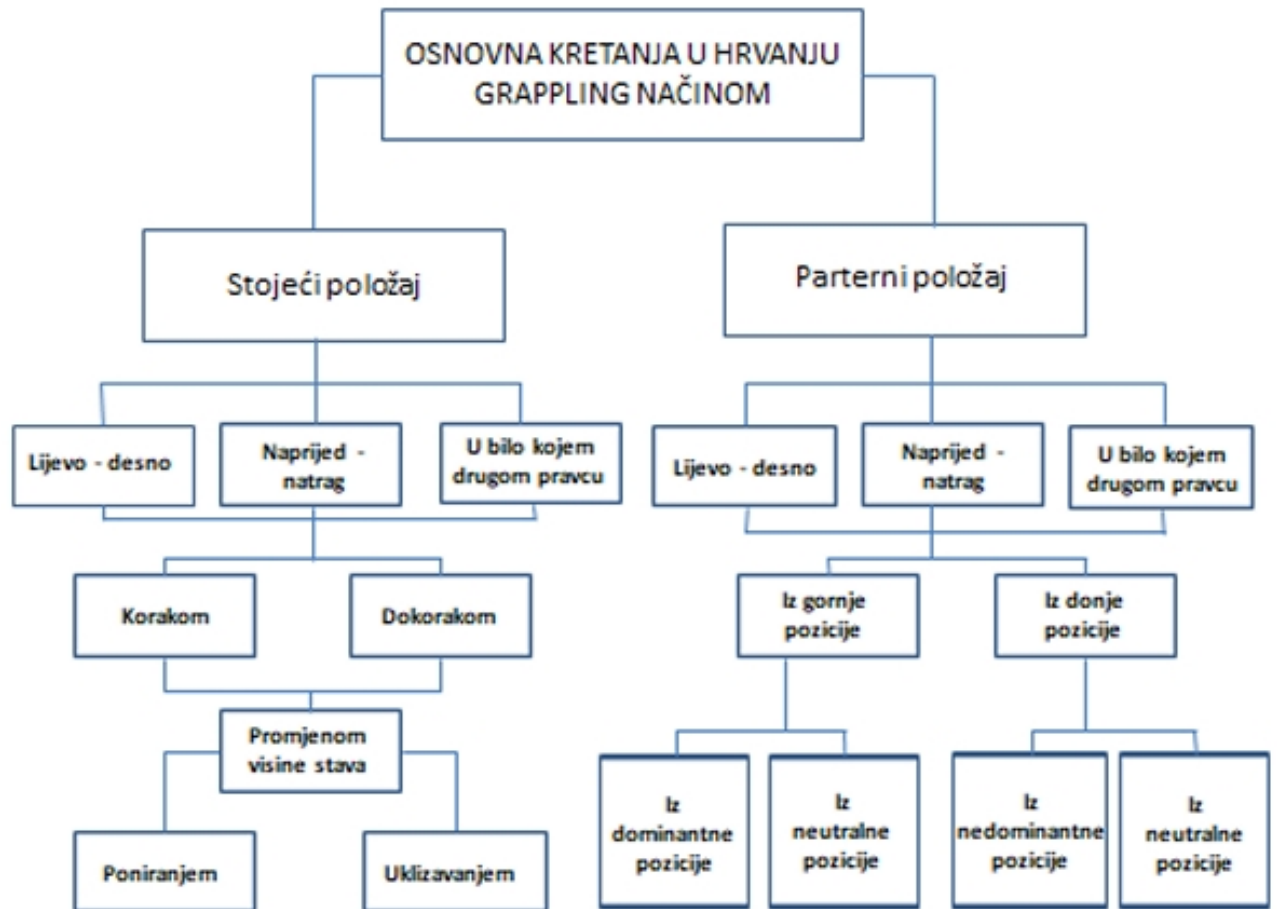 OSNOVNA KRETANJA U HRVANJU
GRAPPLING NAČINOM
Stojeći položaj
Parterni položaj
Lijevo - desno
Naprijed -
natrag
U bilo kojem
drugom pravcu
Lijevo - desno
Naprijed -
natrag
U bilo kojem
drugom pravcu
Korakom
Dokorakom
Iz gornje
pozicije
Iz donje
pozicije
Promjenom
visine stava
Poniranjem
Uklizavanjem
Iz
dominantne
pozicije
Iz
neutralne
pozicije
Iz
nedominantne
pozicije
Iz
neutralne
pozicije